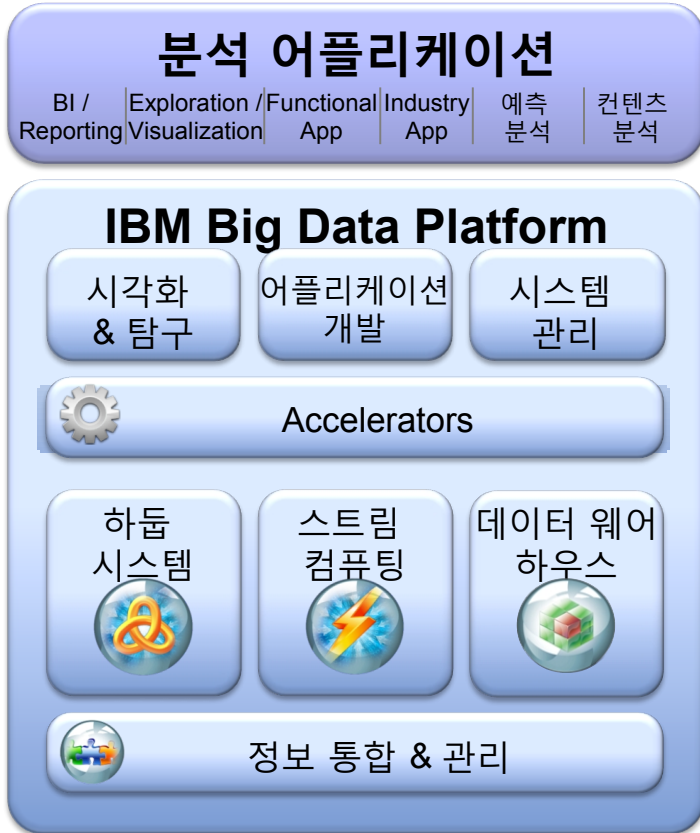 분석 어플리케이션
BI /
Reporting
Exploration /
Visualization
Functional
App
Industry
App
예측
분석
컨텐츠
분석
IBM Big Data Platform
시각화
& 탐구
어플리케이션
개발
시스템
관리
Accelerators
하둡
시스템
스트림
컴퓨팅
데이터 웨어
하우스
정보 통합 & 관리